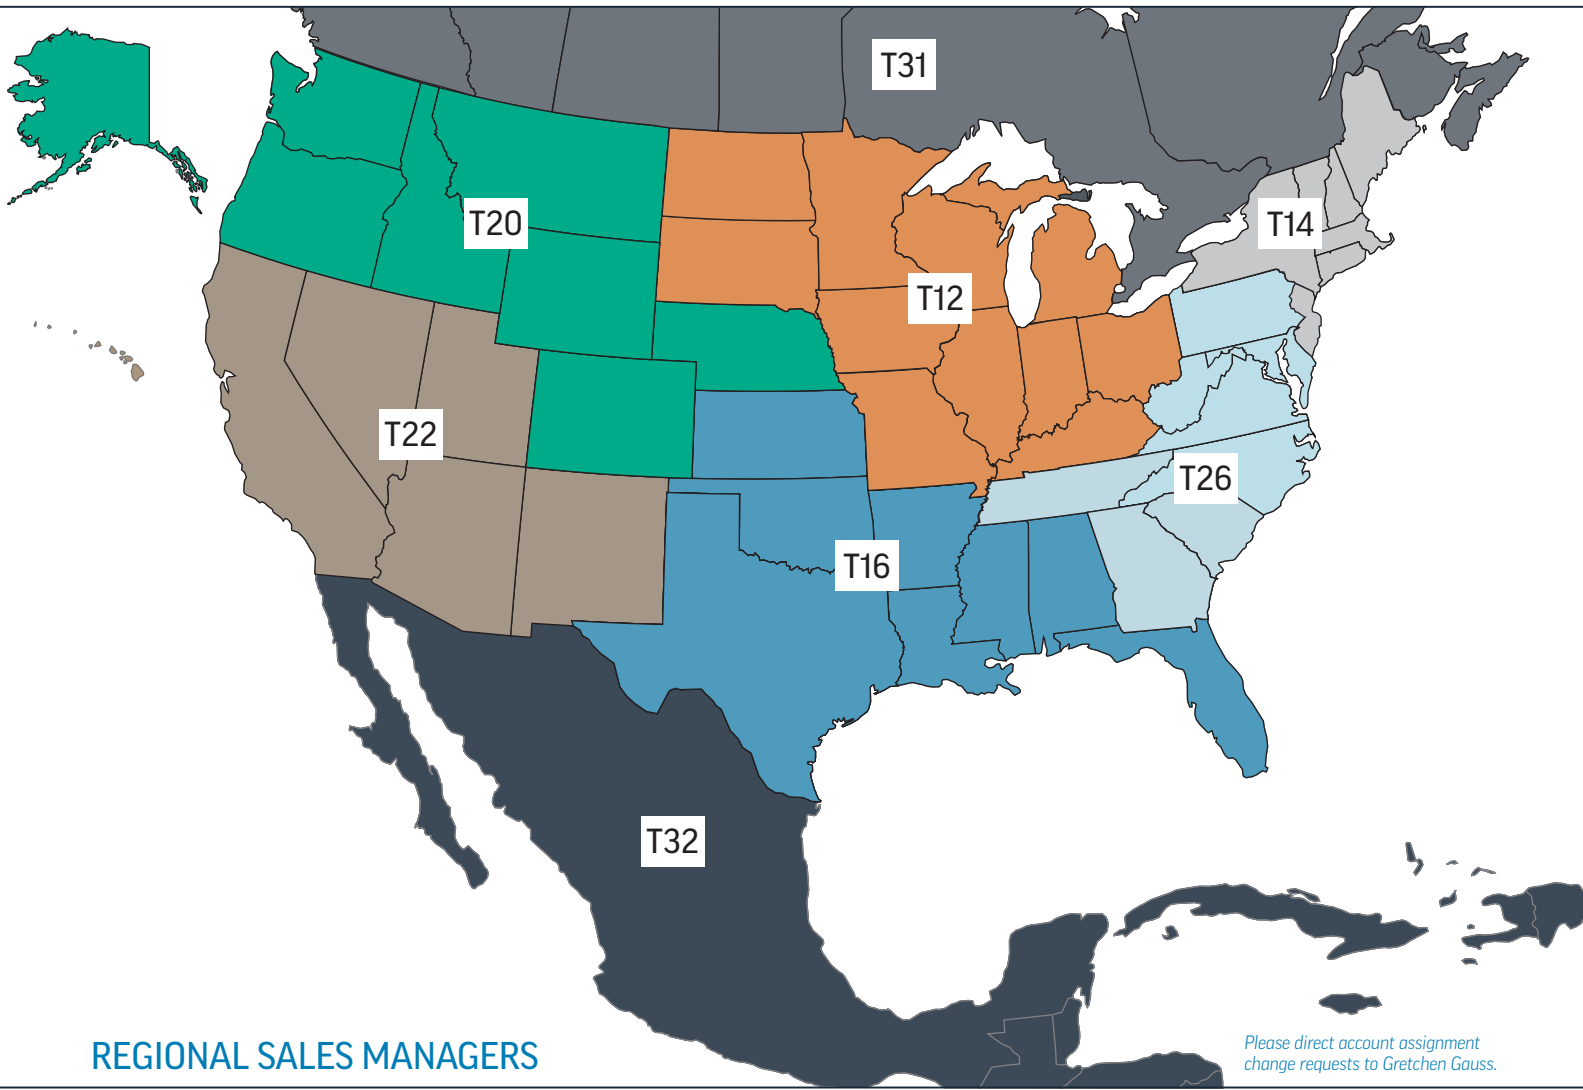 T31
T20
T14
T12
T22
T26
T16
T32
REGIONAL SALES MANAGERS
Please direct account assignment
change requests to Gretchen Gauss.